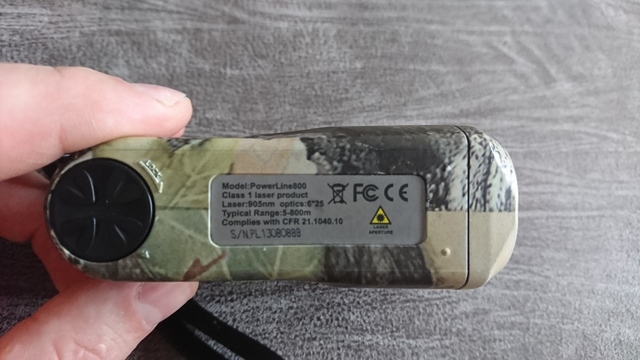 Model:PowerLine800
Class 1 laser product
Laser:905nm optics:6*25
Typical Range:5-800m
Complies with CFR 21.1040.10
S/N.PL13080888
FC CE
LASER
APERTURE